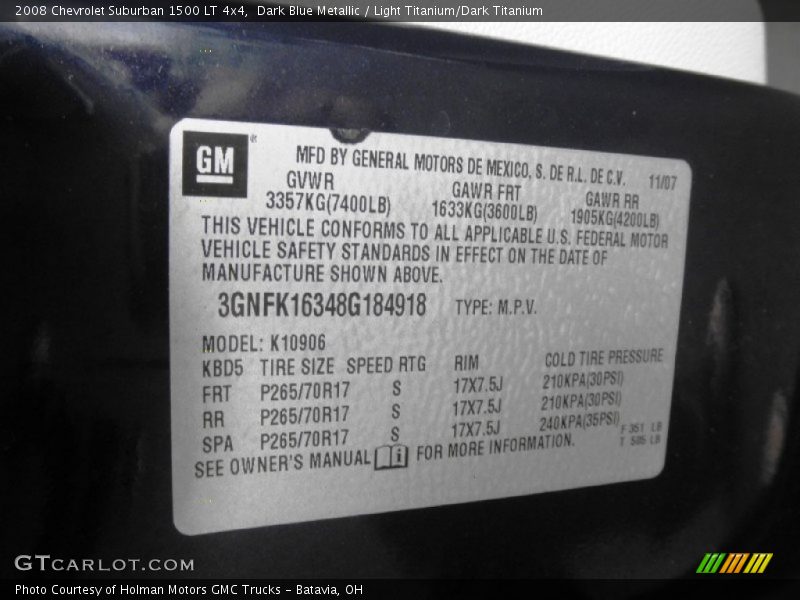 2008 Chevrolet Suburban 1500 LT 4x4,  Dark Blue Metallic / Light Titanium/Dark Titanium
GM
MFD BY GENERAL MOTORS DE MEXICO, S. DE R.L. DE C.V. 11/07
GVWR GAWR FRT GAWR RR
3357KG(7400LB) 1633KG(3600LB) 1905KG(4200LB)
THIS VEHICLE CONFORMS TO ALL APPLICABLE U.S. FEDERAL MOTOR
VEHICLE SAFETY STANDARDS IN EFFECT ON THE DATE OF
MANUFACTURE SHOWN ABOVE.
3GNFK16348G184918 TYPE: M.P.V.
MODEL: K10906
KBD5 TIRE SIZE SPEED RTG RIM COLD TIRE PRESSURE
FRT P265/70R17 S 17X7.5J 210KPA(30PSI)
RR P265/70R17 S 17X7.5J 210KPA(30PSI)
SPA P265/70R17 S 17X7.5J 240KPA(35PSI)
F 351 LB
T 585 LB
SEE OWNER'S MANUAL i FOR MORE INFORMATION.
GTCARLOT.COM
Photo Courtesy of Holman Motors GMC Trucks – Batavia, OH